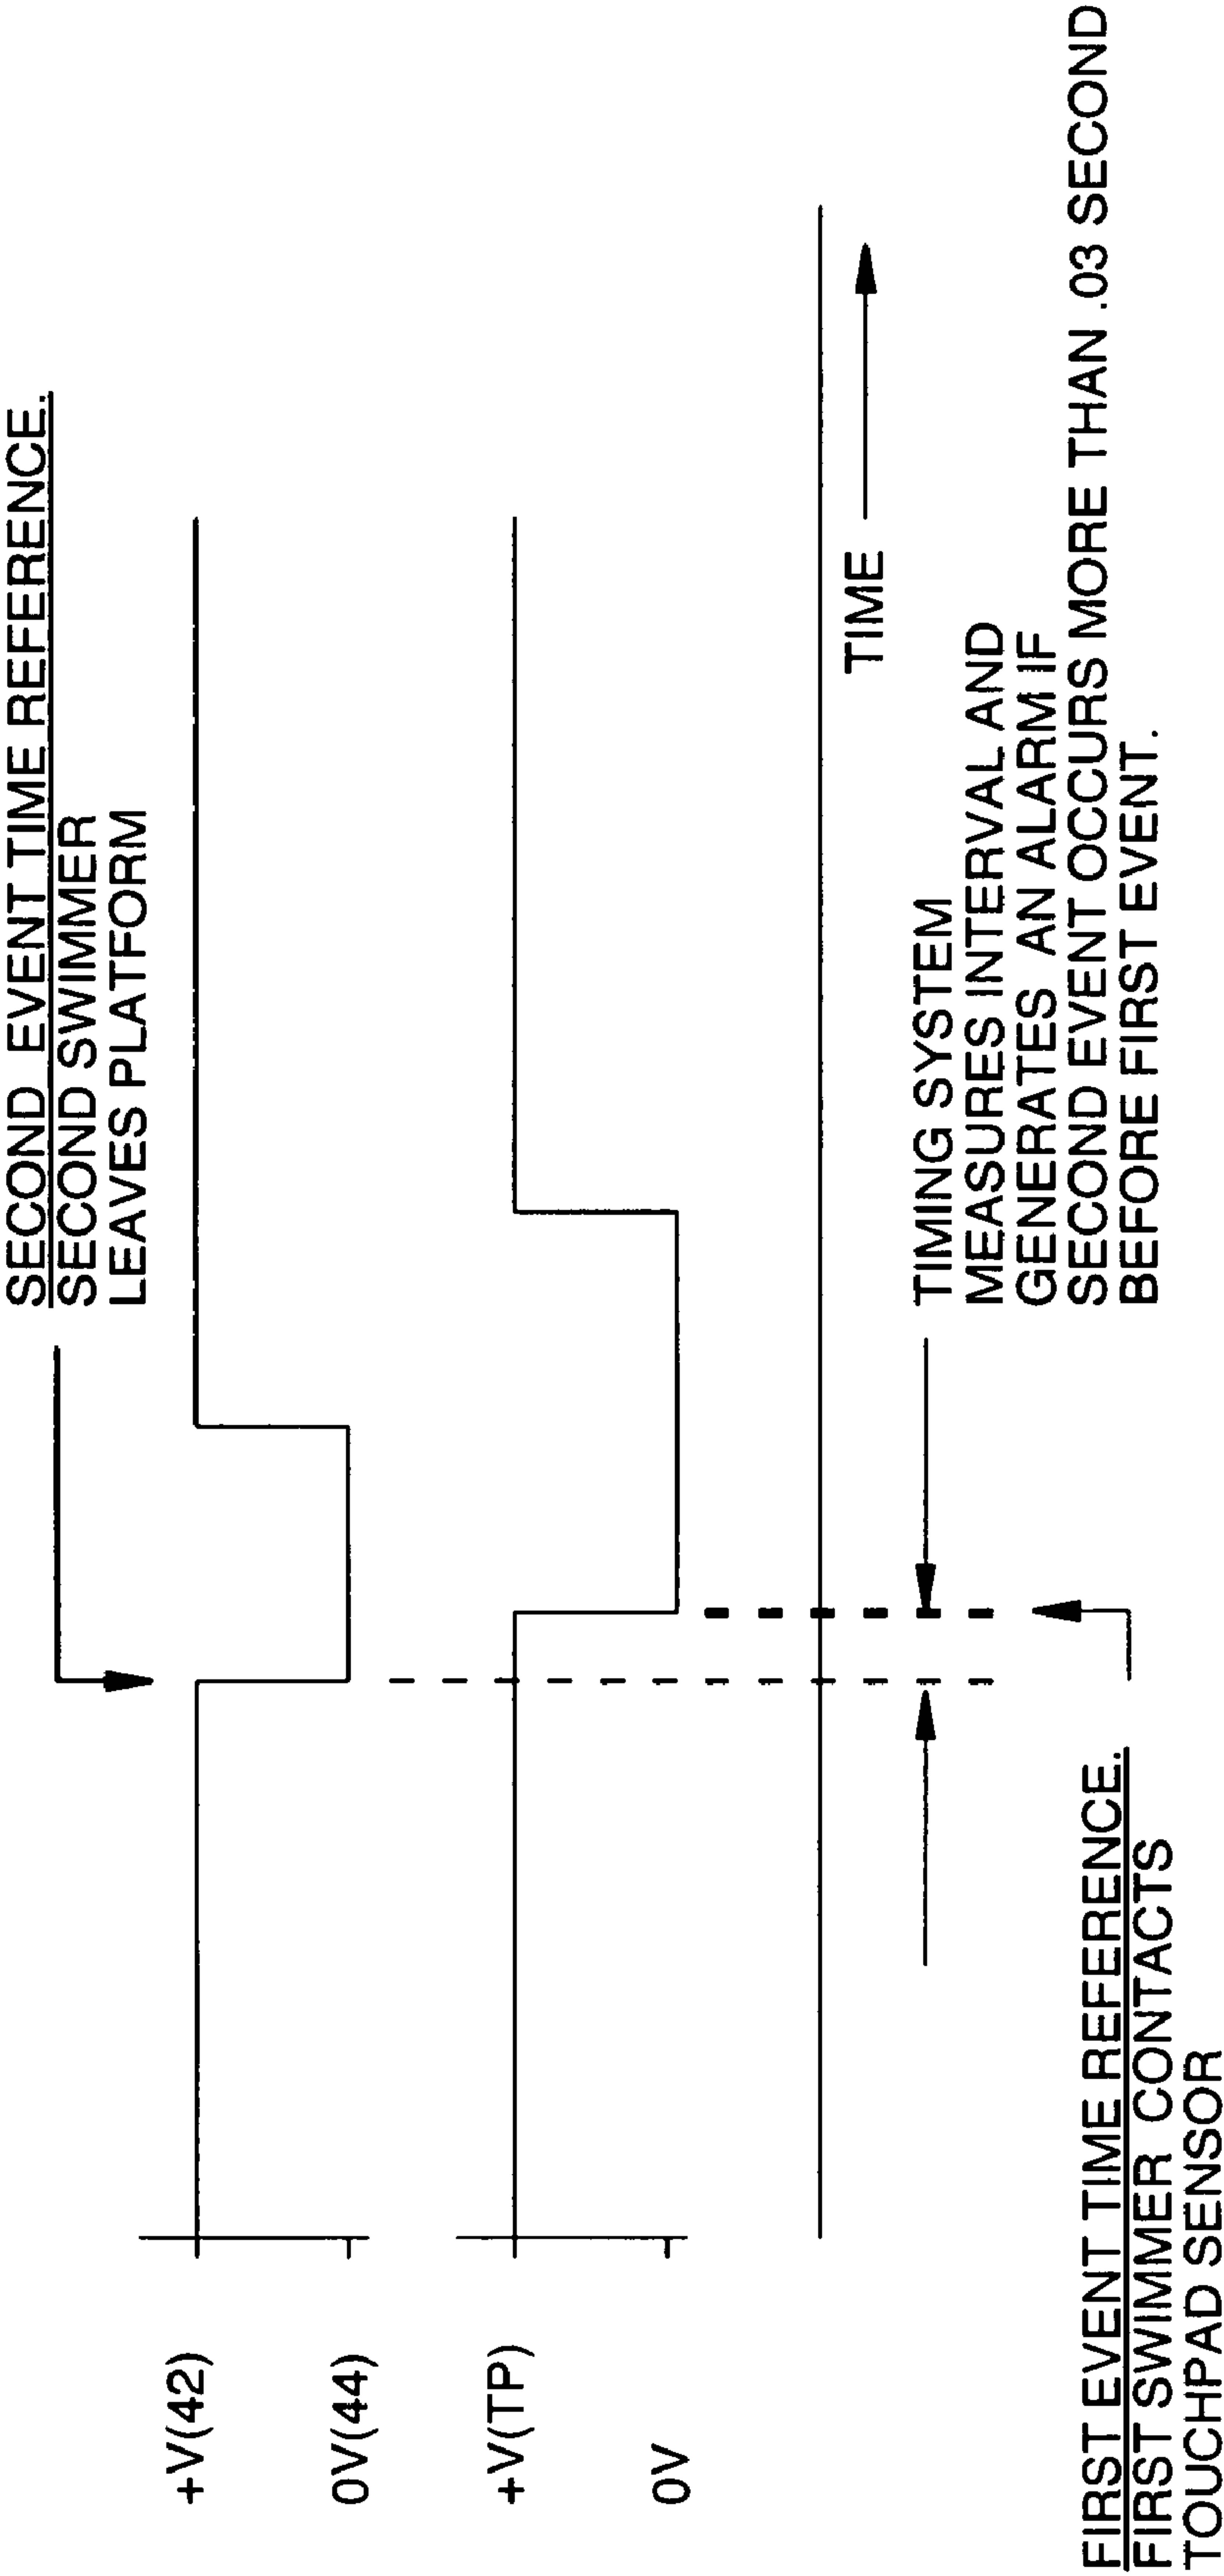 SECOND EVENT TIME REFERENCE.
SECOND SWIMMER
LEAVES PLATFORM
+V(42)
0V(44)
+V(TP)
0V
TIME
TIMING SYSTEM
MEASURES INTERVAL AND
GENERATES AN ALARM IF
SECOND EVENT OCCURS MORE THAN .03 SECOND
BEFORE FIRST EVENT.
FIRST EVENT TIME REFERENCE.
FIRST SWIMMER CONTACTS
TOUCHPAD SENSOR